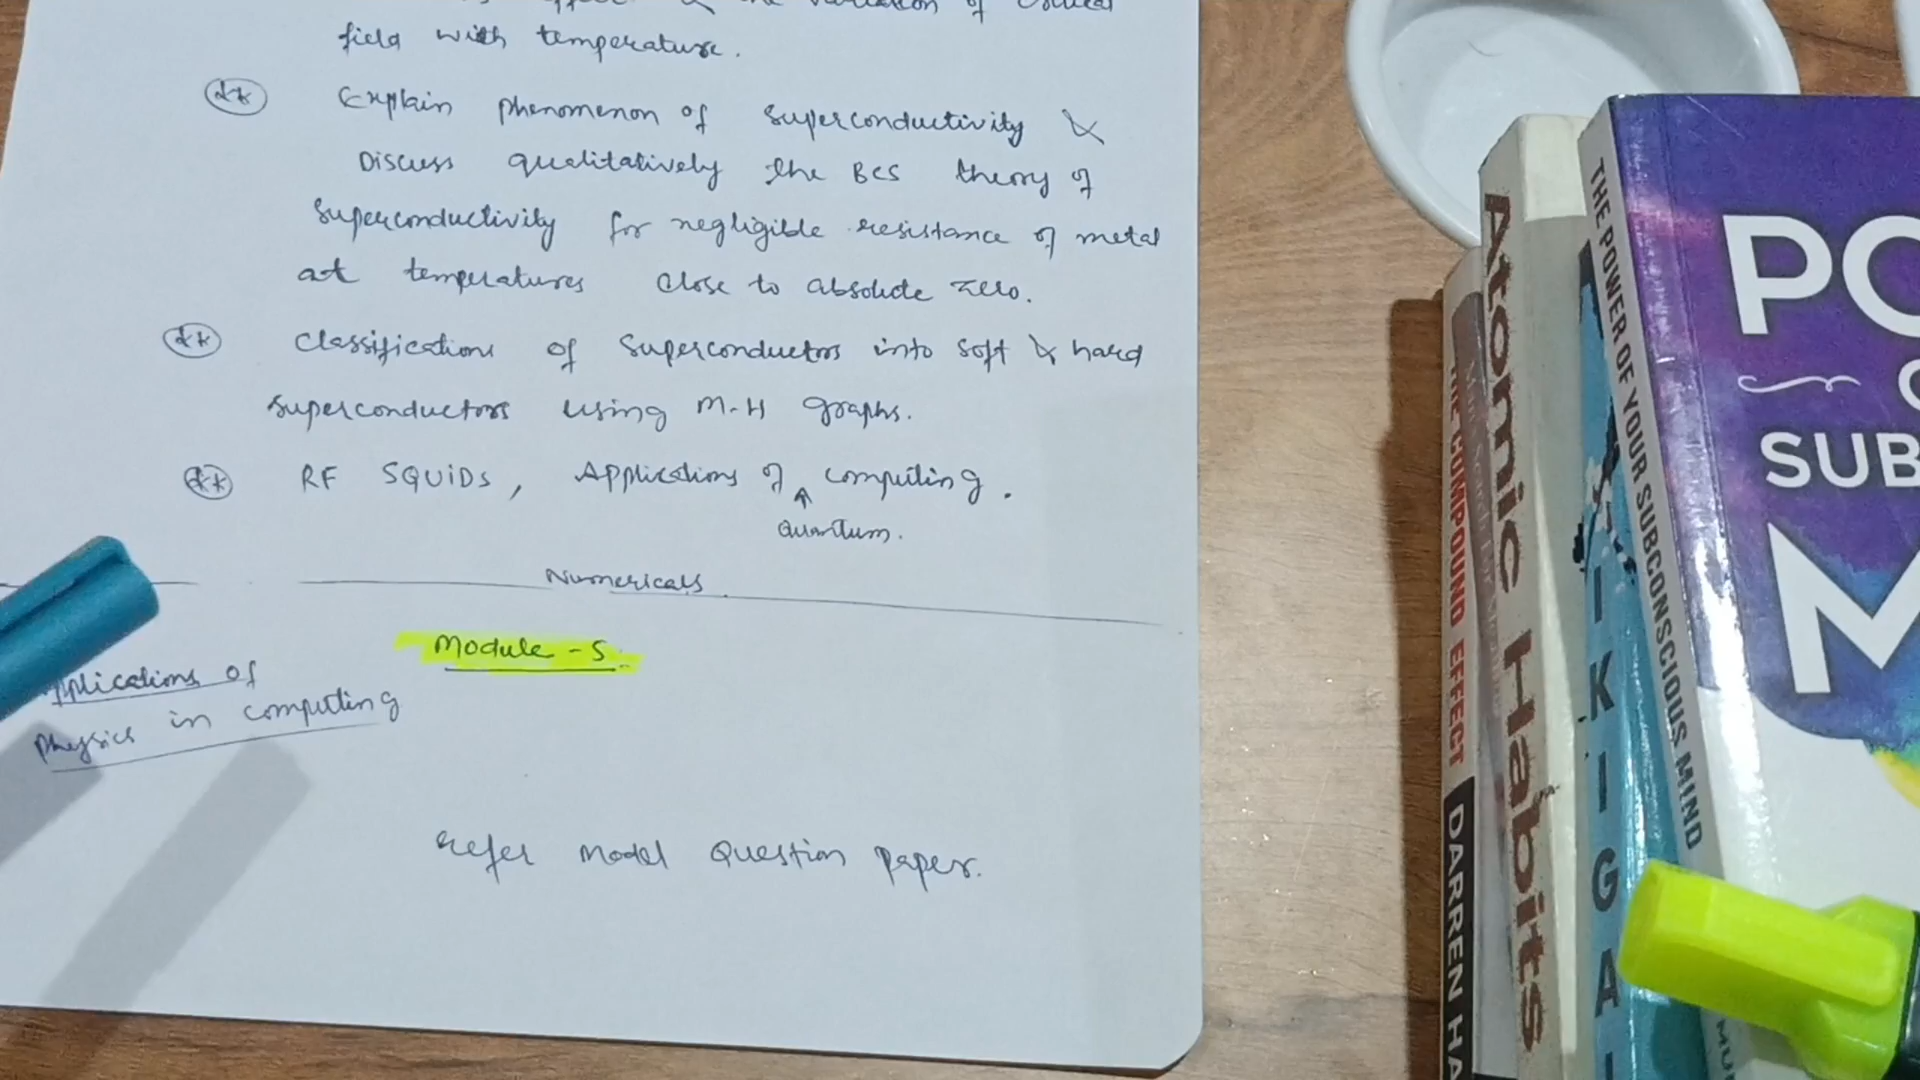 field with temperature.
** Explain phenomenon of superconductivity &
Discuss qualitatively the BCS theory of
superconductivity for negligible resistance of metal
at temperatures close to absolute zero.
** classifications of superconductors into soft & hard
superconductors using M-H graphs.
** RF SQUIDs, Applications of computing.
Quantum.
Numericals
Module - 5
pplications of
physics in computing
refer Model Question paper.
THE COMPOUND EFFECT DARREN HA
Atomic Habits
IKIGAI
THE POWER OF YOUR SUBCONSCIOUS MIND
PO
SUB
M